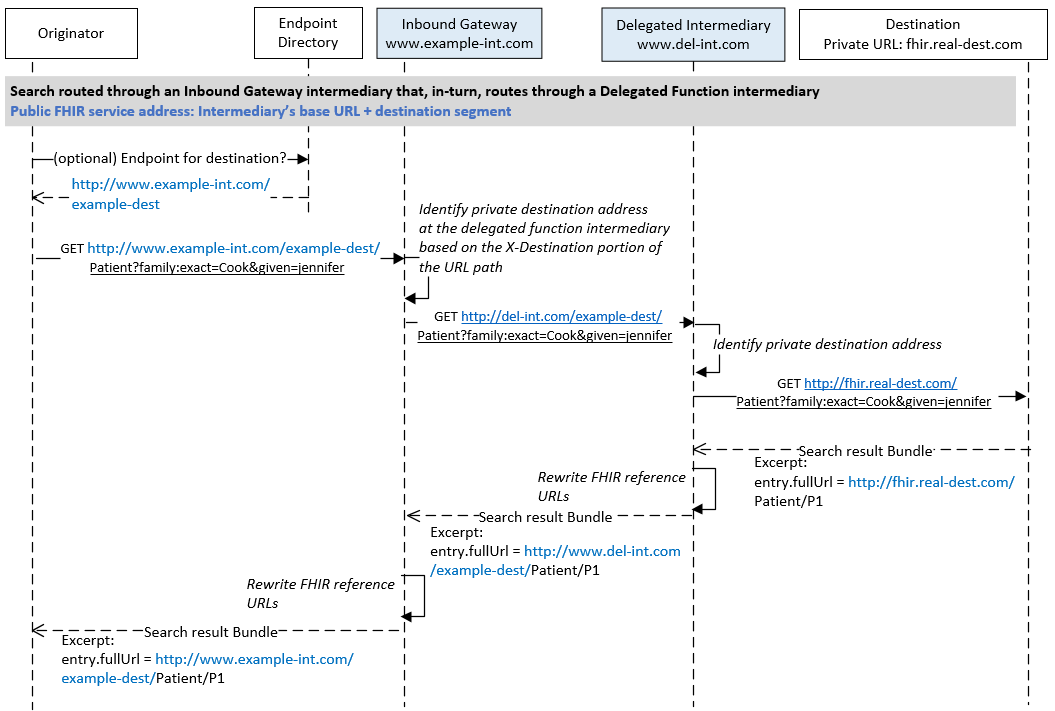 Originator
Endpoint
Directory
Inbound Gateway
www.example-int.com
Delegated Intermediary
www.del-int.com
Destination
Private URL: fhir.real-dest.com
Search routed through an Inbound Gateway intermediary that, in-turn, routes through a Delegated Function intermediary
Public FHIR service address: Intermediary's base URL + destination segment
(optional) Endpoint for destination?
http://www.example-int.com/
example-dest
Identify private destination address
at the delegated function intermediary
based on the X-Destination portion of
the URL path
GET http://www.example-int.com/example-dest/
Patient?family:exact=Cook&given=jennifer
GET http://del-int.com/example-dest/
Patient?family:exact=Cook&given=jennifer
Identify private destination address
GET http://fhir.real-dest.com/
Patient?family:exact=Cook&given=jennifer
Search result Bundle
Excerpt:
entry.fullUrl = http://fhir.real-dest.com/
Patient/P1
Rewrite FHIR reference
URLs
Search result Bundle
Excerpt:
entry.fullUrl = http://www.del-int.com
/example-dest/Patient/P1
Rewrite FHIR reference
URLs
Search result Bundle
Excerpt:
entry.fullUrl = http://www.example-int.com/
example-dest/Patient/P1